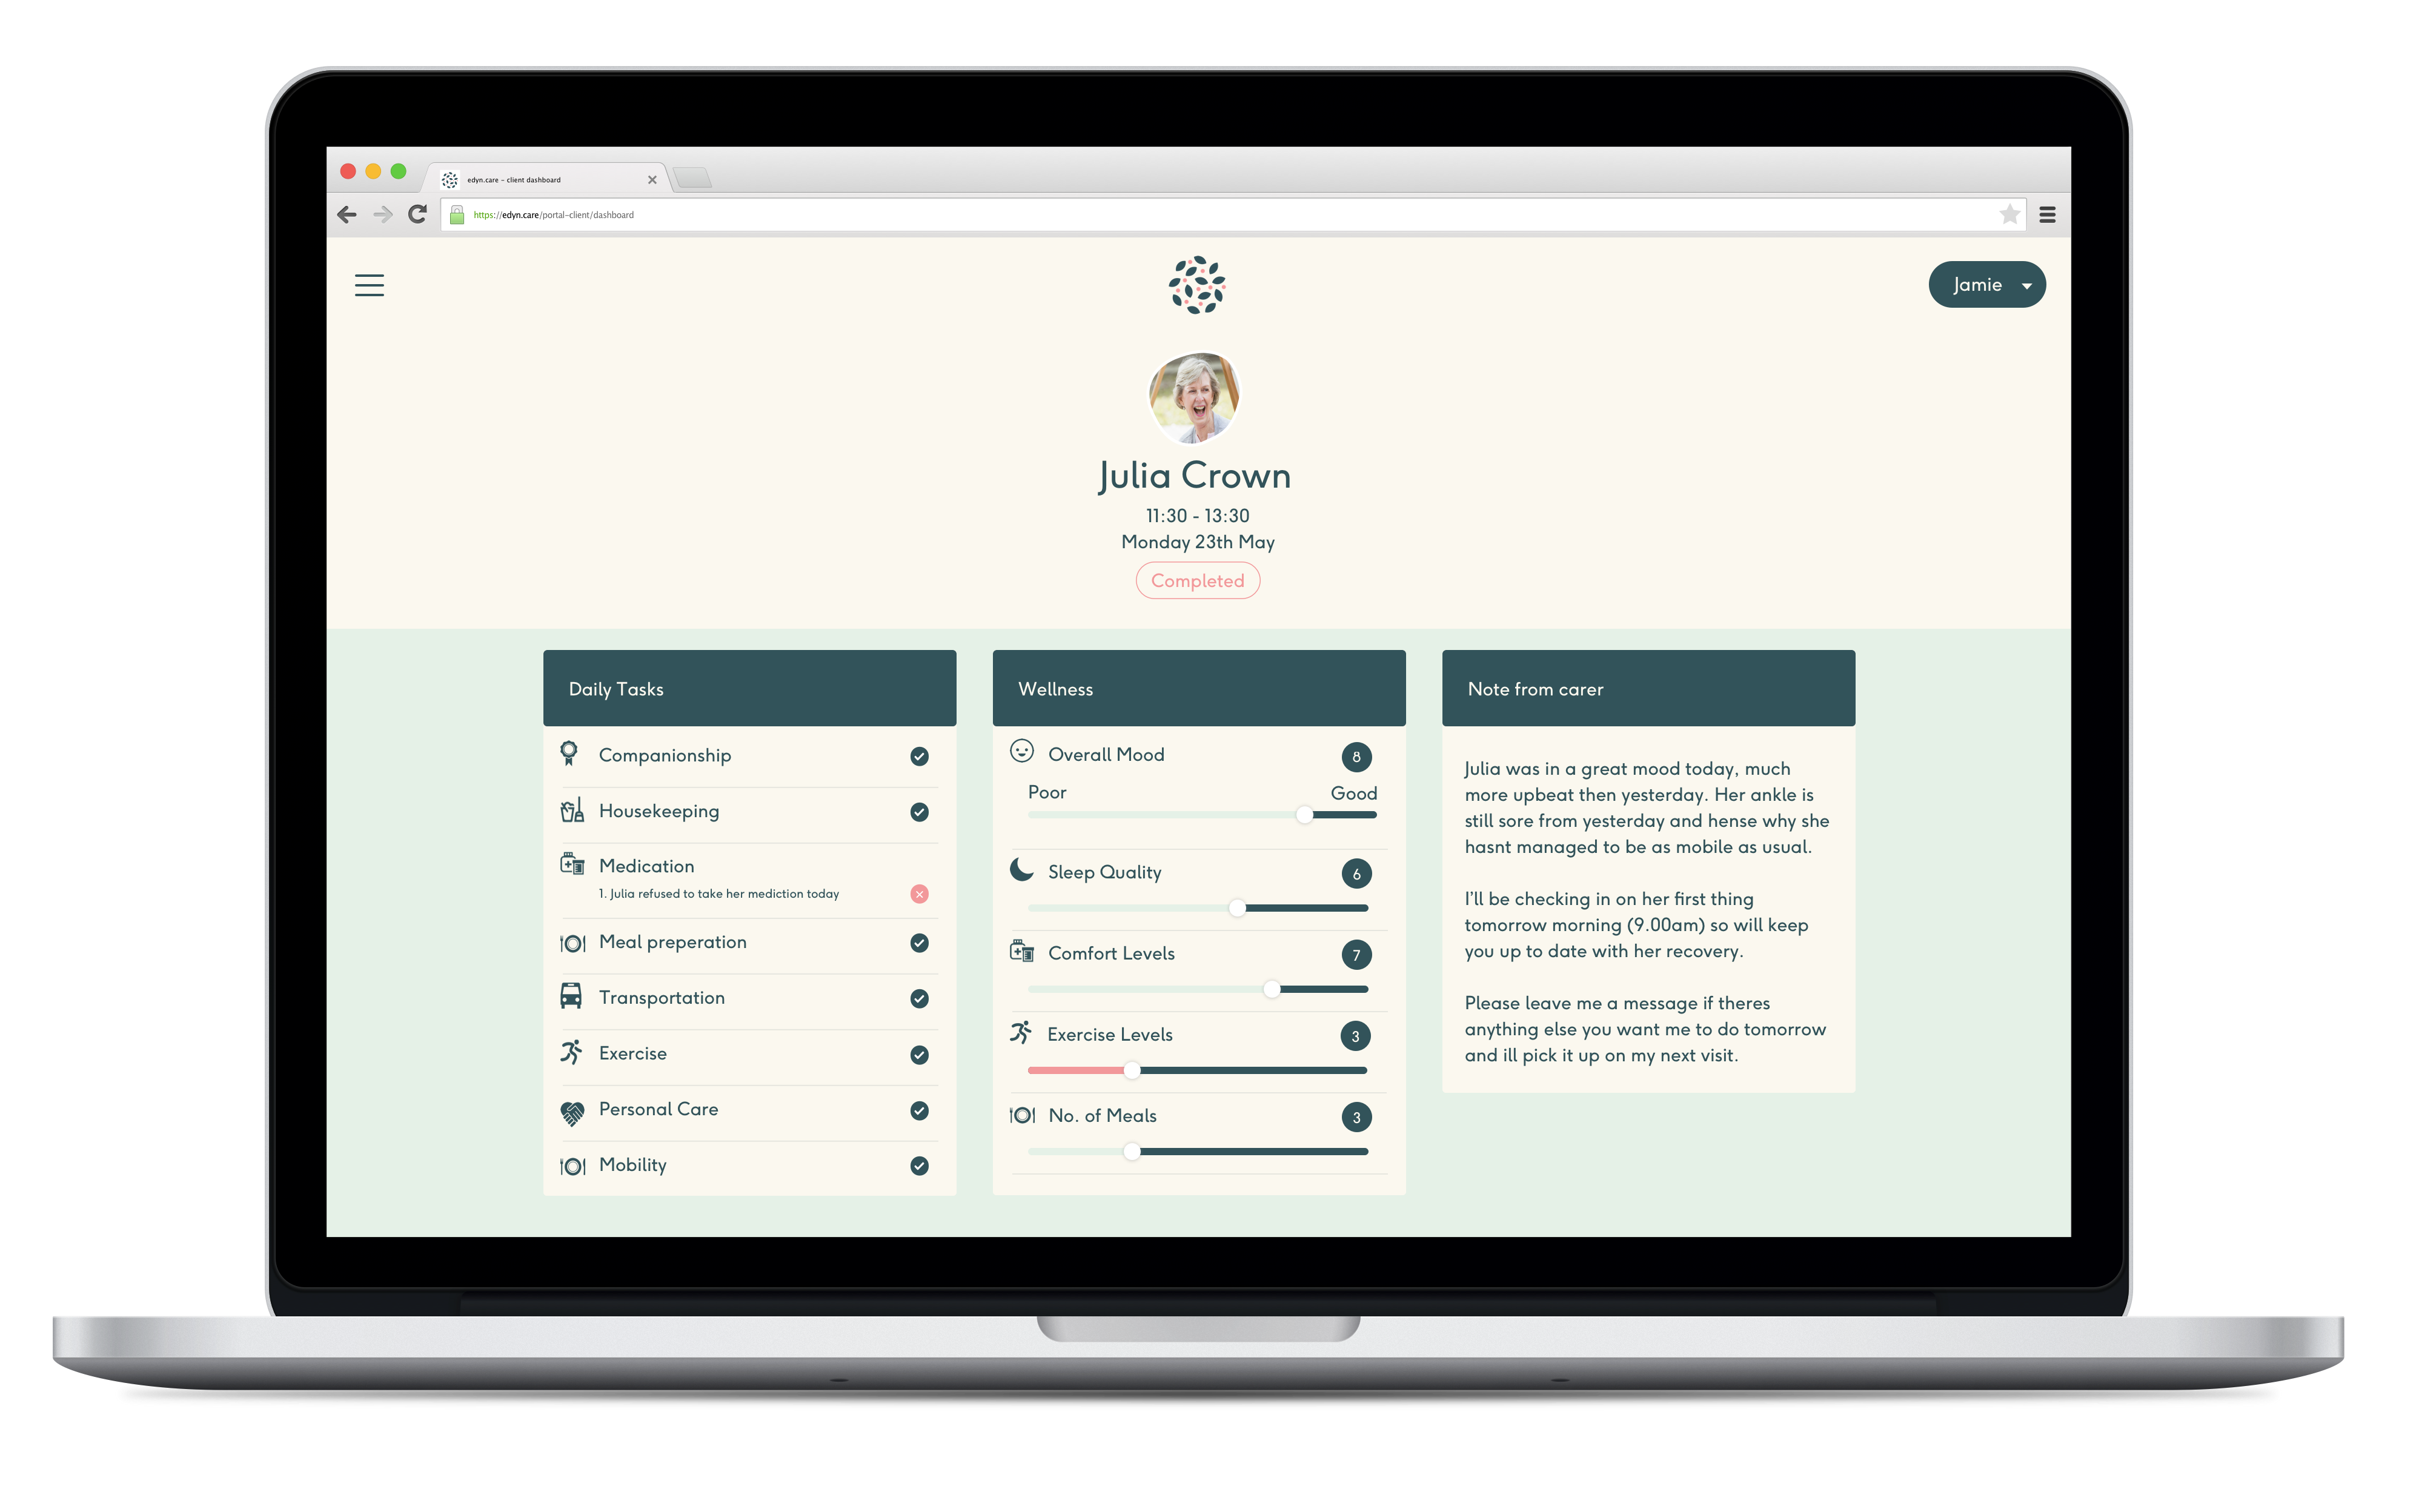 edyn.care - client dashboard
https://edyn.care/portal-client/dashboard
Jamie
Julia Crown
11:30 - 13:30
Monday 23th May
Completed
Daily Tasks
Companionship
Housekeeping
Medication
1. Julia refused to take her mediction today
Meal preperation
Transportation
Exercise
Personal Care
Mobility
Wellness
Overall Mood
8
Poor
Good
Sleep Quality
6
Comfort Levels
7
Exercise Levels
3
No. of Meals
3
Note from carer
Julia was in a great mood today, much
more upbeat then yesterday. Her ankle is
still sore from yesterday and hense why she
hasnt managed to be as mobile as usual.
I'll be checking in on her first thing
tomorrow morning (9.00am) so will keep
you up to date with her recovery.
Please leave me a message if theres
anything else you want me to do tomorrow
and ill pick it up on my next visit.